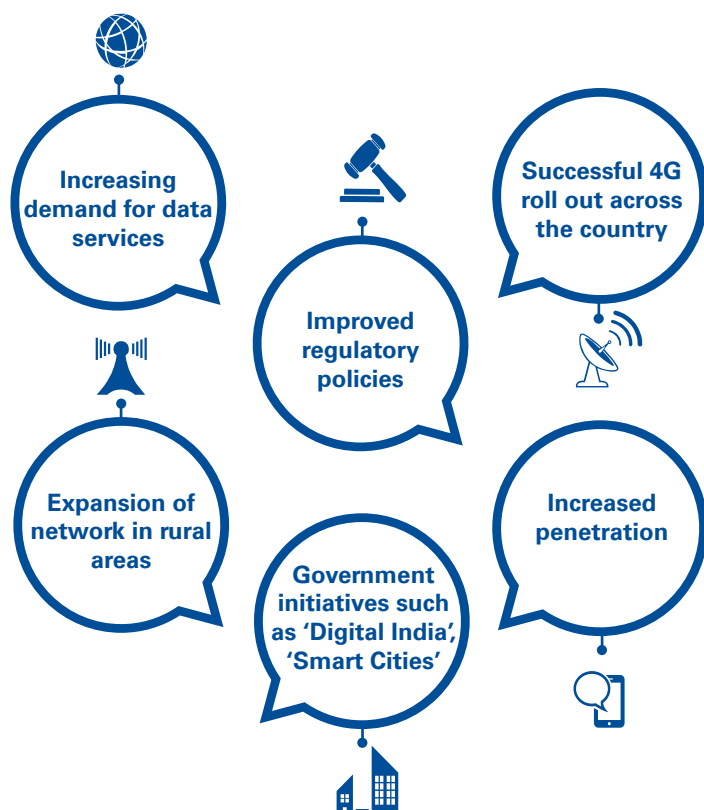 Increasing
demand for data
services
Improved
regulatory
policies
Successful 4G
roll out across
the country
Expansion of
network in rural
areas
Government
initiatives such
as ‘Digital India’,
‘Smart Cities’
Increased
penetration